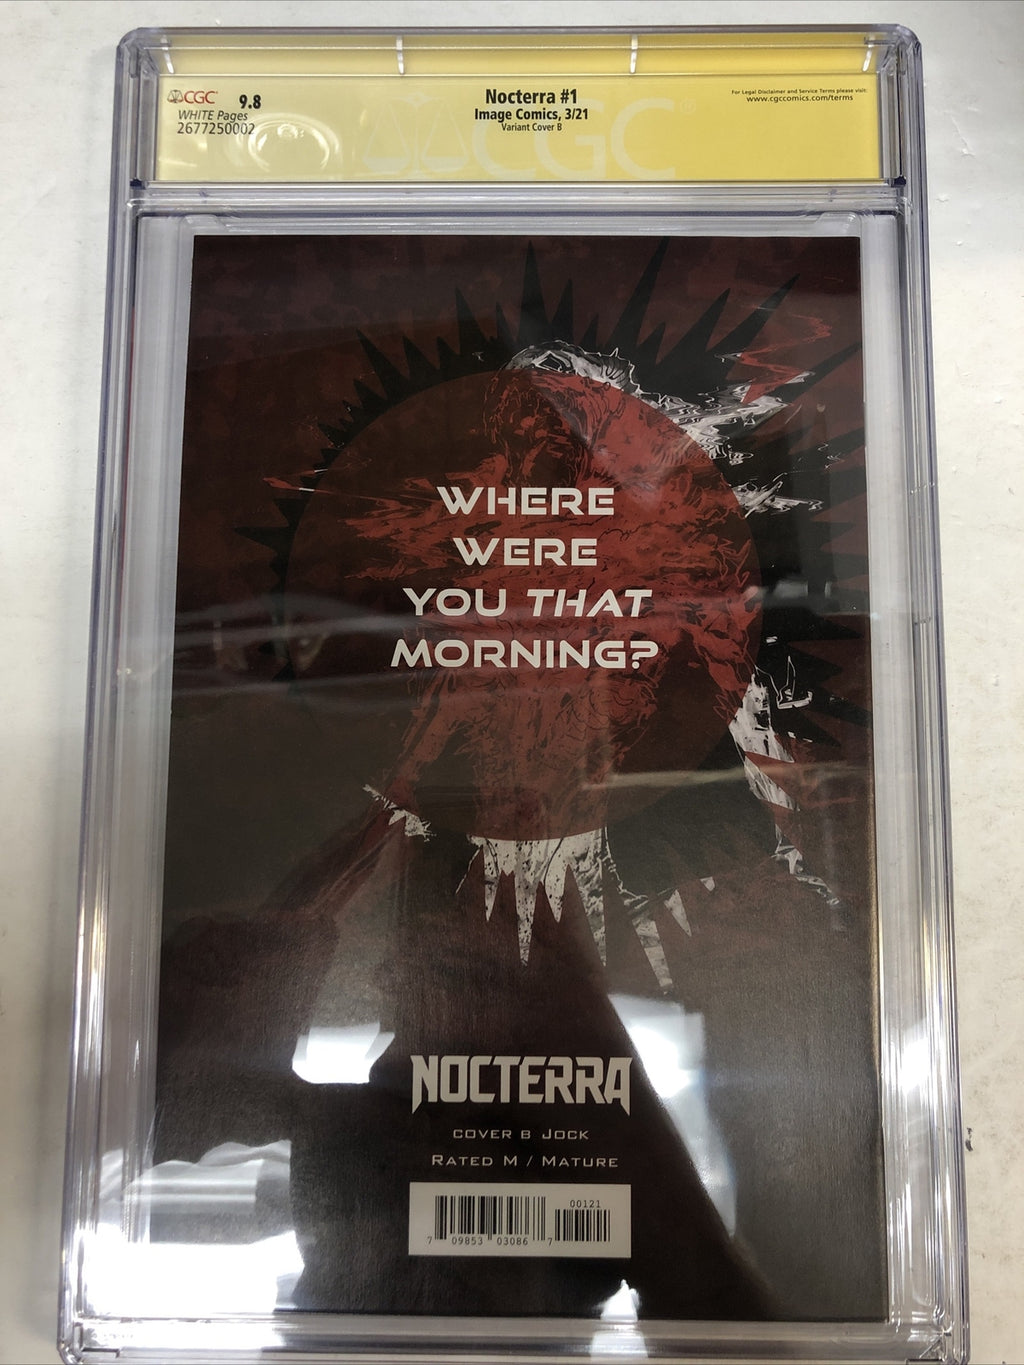 CGC 9.8
WHITE Pages
2677250002
Nocterra #1
Image Comics, 3/21
Variant Cover B
For Legal Disclaimer and Service Terms please visit:
www.cgccomics.com/terms
CGC®
WHERE
WERE
YOU THAT
MORNING?
NOCTERRA
COVER B JOCK
RATED M / MATURE
00121
7 09853 03086 7